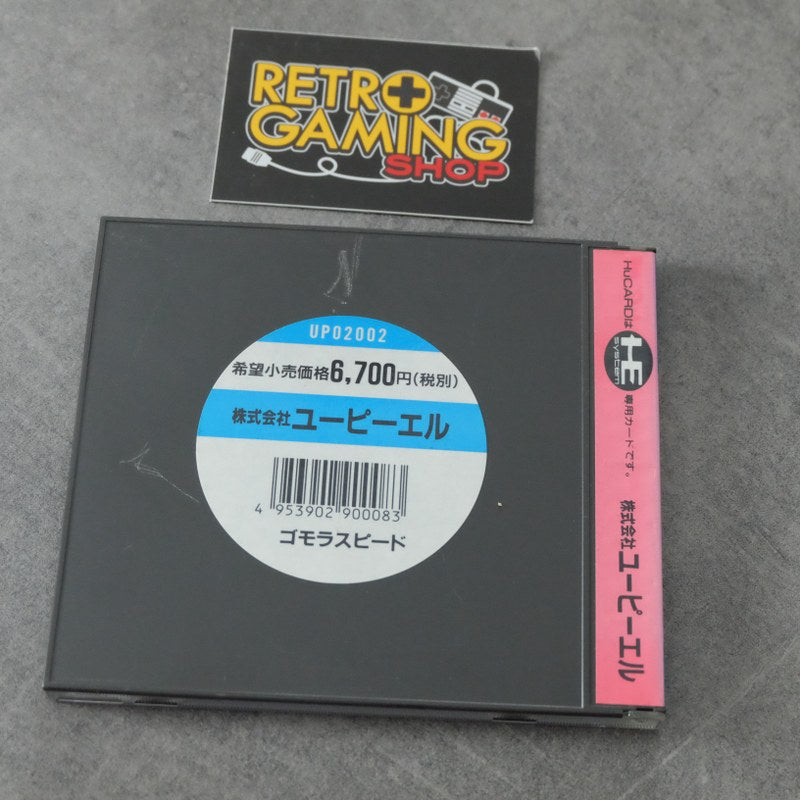 RETRO
GAMING
SHOP
UPO2002
希望小売価格6,700円(税別)
株式会社ユーピーエル
4 953902 900083
ゴモラスピード
HuCARDは
HE
SYSTEM
専用カードです。
株式会社ユーピーエル